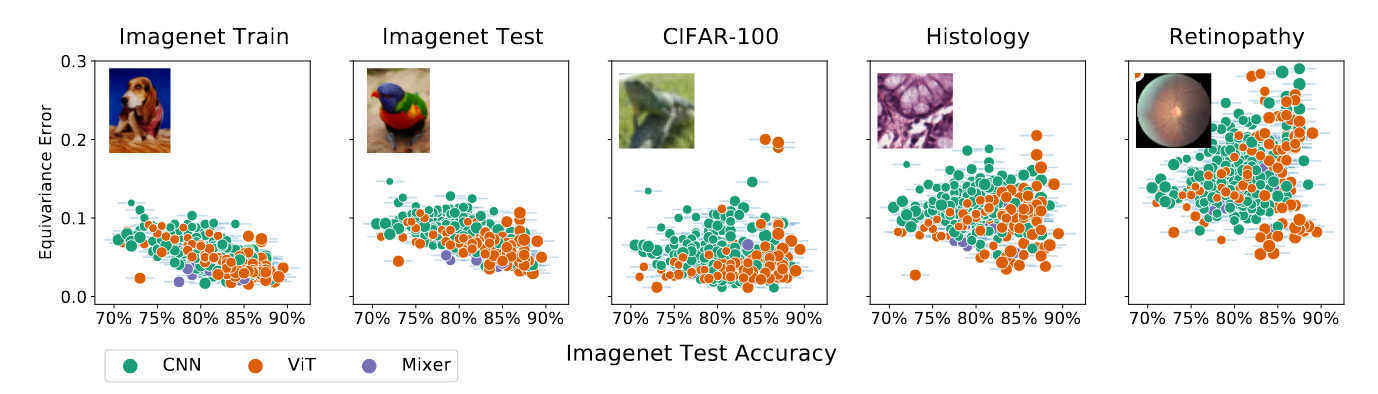 Imagenet Train
Imagenet Test
CIFAR-100
Histology
Retinopathy
Equivariance Error
0.3
0.2
0.1
0.0
70% 75% 80% 85% 90%
70% 75% 80% 85% 90%
70% 75% 80% 85% 90%
70% 75% 80% 85% 90%
70% 75% 80% 85% 90%
Imagenet Test Accuracy
CNN ViT Mixer